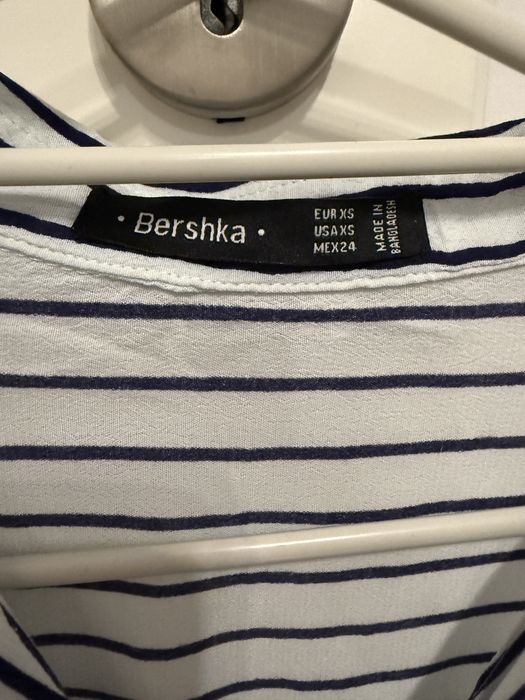 • Bershka •
EUR XS
USA XS
MEX 24
MADE IN
BANGLADESH